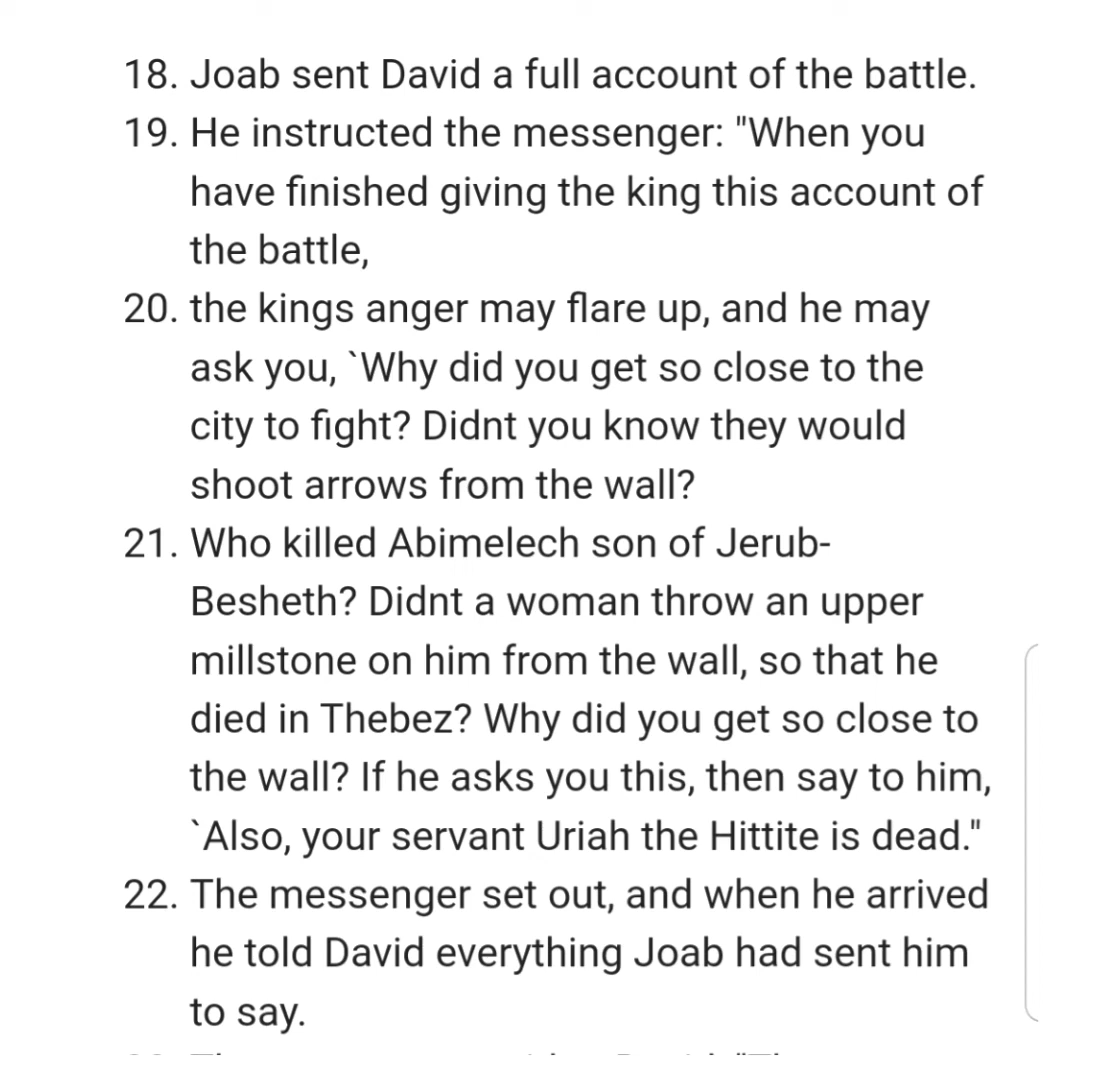 18. Joab sent David a full account of the battle.
19. He instructed the messenger: "When you
have finished giving the king this account of
the battle,
20. the kings anger may flare up, and he may
ask you, `Why did you get so close to the
city to fight? Didnt you know they would
shoot arrows from the wall?
21. Who killed Abimelech son of Jerub-
Besheth? Didnt a woman throw an upper
millstone on him from the wall, so that he
died in Thebez? Why did you get so close to
the wall? If he asks you this, then say to him,
`Also, your servant Uriah the Hittite is dead."
22. The messenger set out, and when he arrived
he told David everything Joab had sent him
to say.